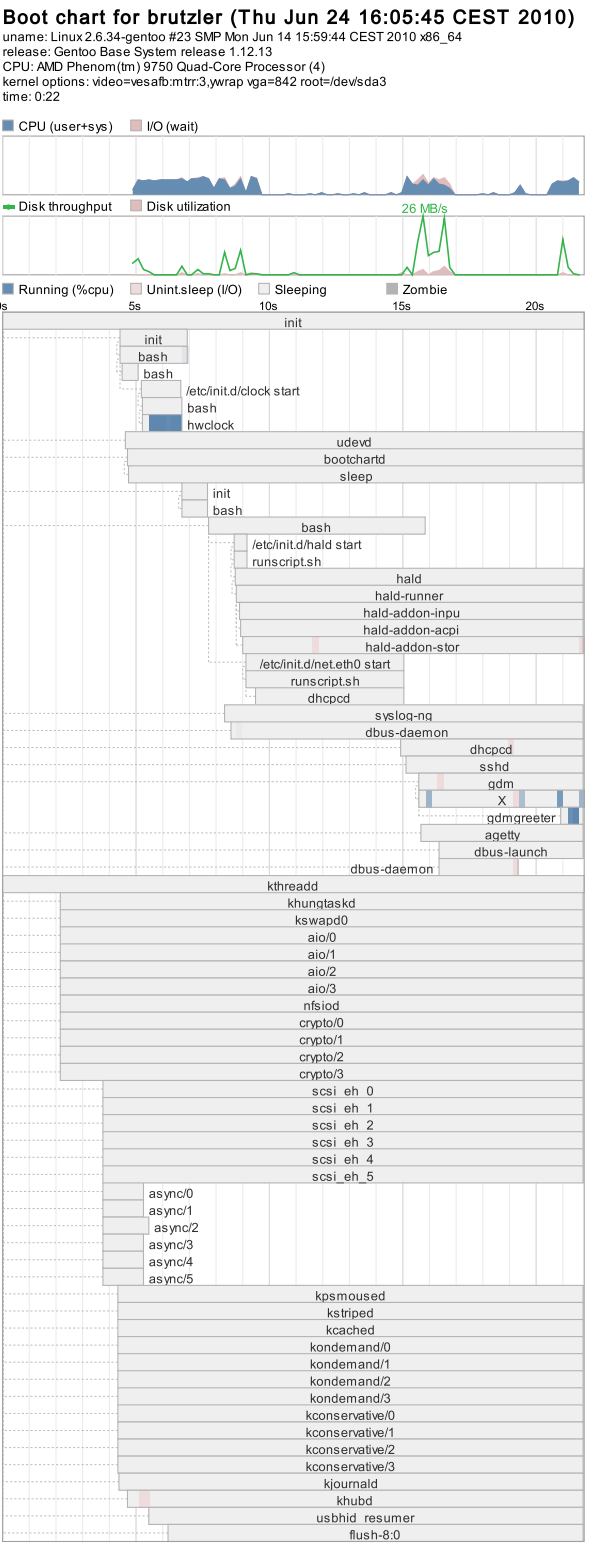 Boot chart for brutzler (Thu Jun 24 16:05:45 CEST 2010)
uname: Linux 2.6.34-gentoo #23 SMP Mon Jun 14 15:59:44 CEST 2010 x86_64
release: Gentoo Base System release 1.12.13
CPU: AMD Phenom(tm) 9750 Quad-Core Processor (4)
kernel options: video=vesafb:mtrr:3,ywrap vga=842 root=/dev/sda3
time: 0:22
CPU (user+sys) I/O (wait)
Disk throughput Disk utilization 26 MB/s
Running (%cpu) Unint.sleep (I/O) Sleeping Zombie
0s 5s 10s 15s 20s
init
init
bash
bash
/etc/init.d/clock start
bash
hwclock
udevd
bootchartd
sleep
init
bash
bash
/etc/init.d/hald start
runscript.sh
hald
hald-runner
hald-addon-inpu
hald-addon-acpi
hald-addon-stor
/etc/init.d/net.eth0 start
runscript.sh
dhcpcd
syslog-ng
dbus-daemon
dhcpcd
sshd
gdm
X
gdmgreeter
agetty
dbus-launch
dbus-daemon
kthreadd
khungtaskd
kswapd0
aio/0
aio/1
aio/2
aio/3
nfsiod
crypto/0
crypto/1
crypto/2
crypto/3
scsi_eh_0
scsi_eh_1
scsi_eh_2
scsi_eh_3
scsi_eh_4
scsi_eh_5
async/0
async/1
async/2
async/3
async/4
async/5
kpsmoused
kstriped
kcached
kondemand/0
kondemand/1
kondemand/2
kondemand/3
kconservative/0
kconservative/1
kconservative/2
kconservative/3
kjournald
khubd
usbhid_resumer
flush-8:0